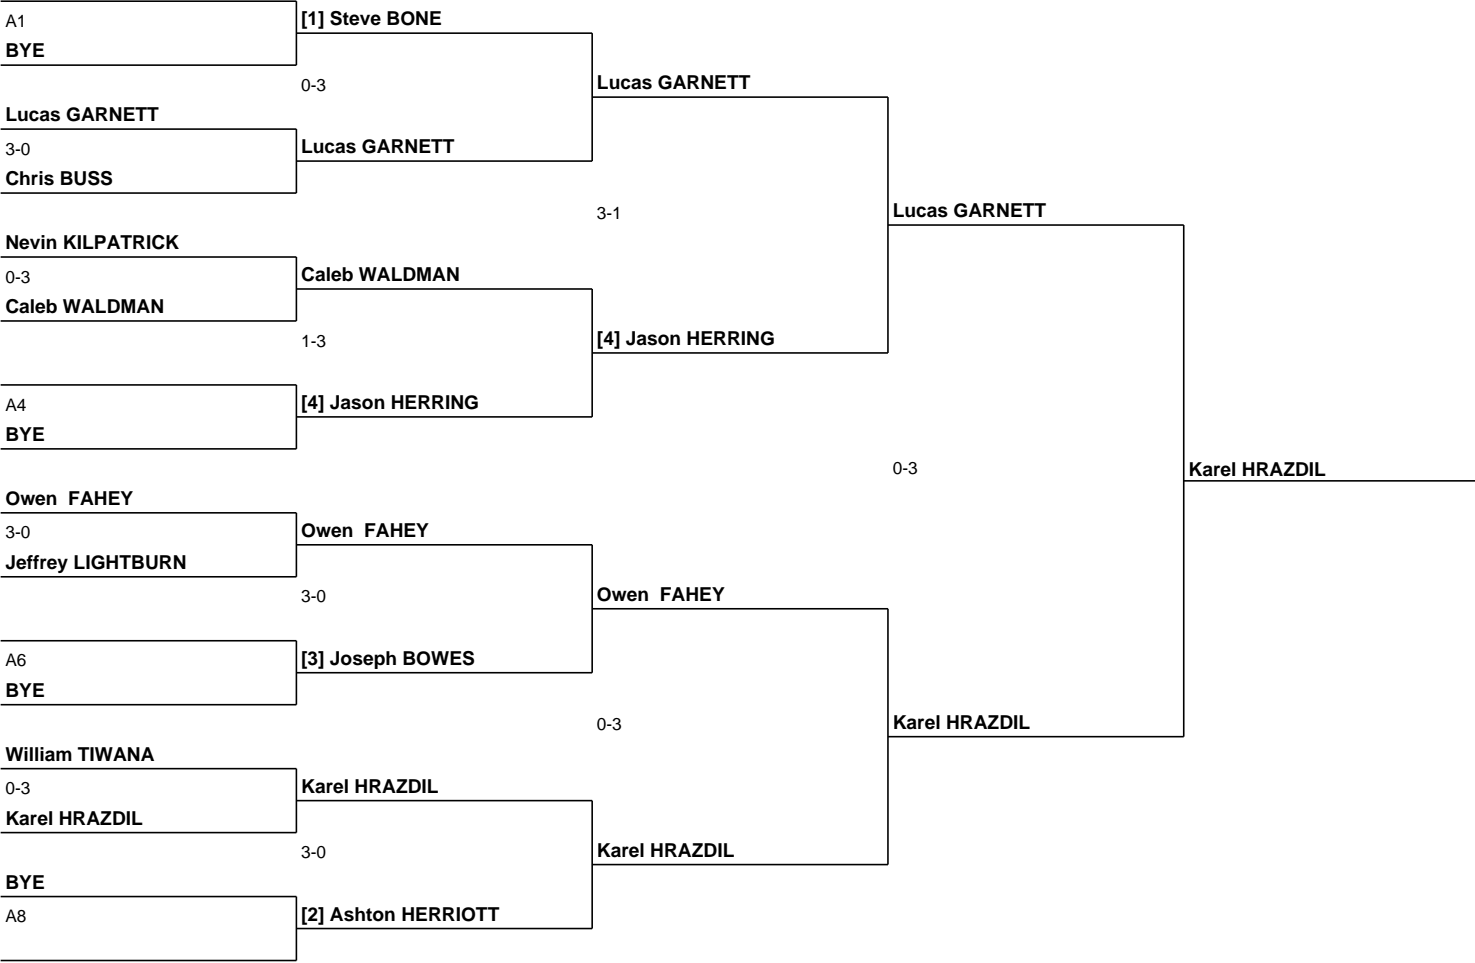 A1
BYE
[1] Steve BONE
0-3
Lucas GARNETT
3-0
Chris BUSS
Lucas GARNETT
Lucas GARNETT
3-1
Nevin KILPATRICK
0-3
Caleb WALDMAN
Caleb WALDMAN
1-3
[4] Jason HERRING
A4
BYE
[4] Jason HERRING
Lucas GARNETT
0-3
Karel HRAZDIL
Owen  FAHEY
3-0
Jeffrey LIGHTBURN
Owen  FAHEY
3-0
Owen  FAHEY
A6
BYE
[3] Joseph BOWES
0-3
Karel HRAZDIL
William TIWANA
0-3
Karel HRAZDIL
Karel HRAZDIL
3-0
Karel HRAZDIL
BYE
A8
[2] Ashton HERRIOTT